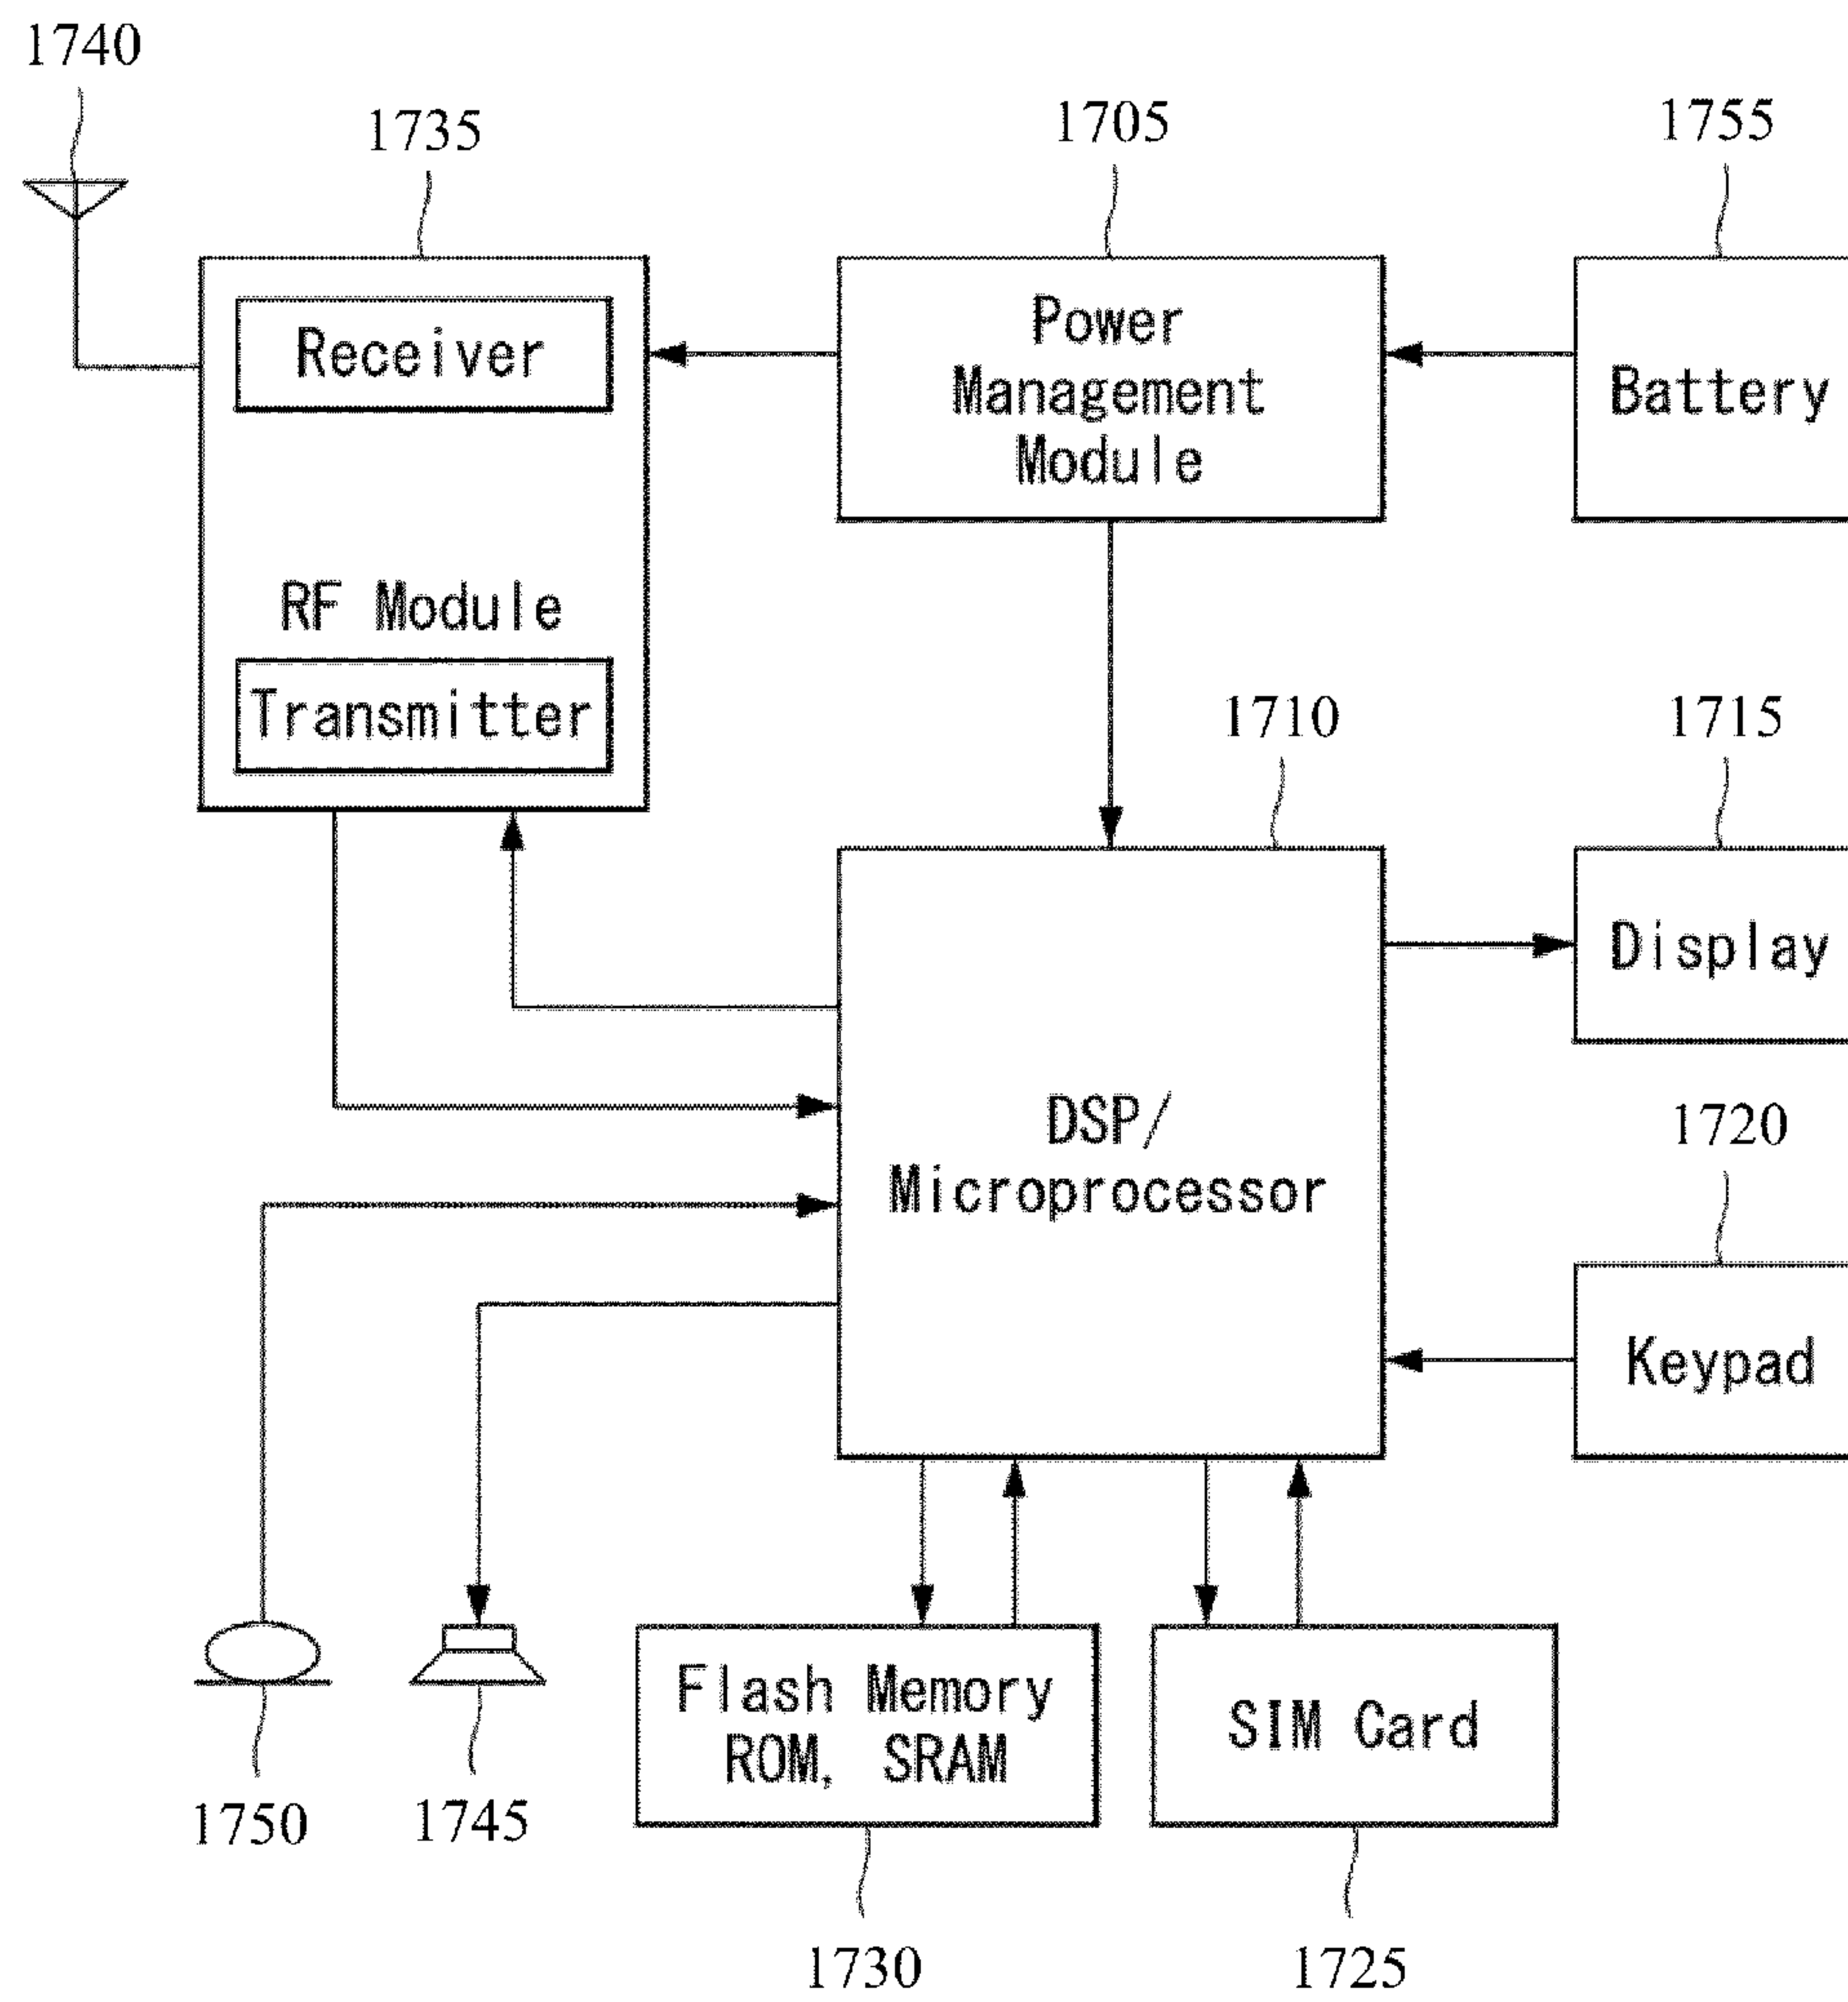 1740
1735
1705
1755
Receiver
RF Module
Transmitter
Power
Management
Module
Battery
1710
1715
DSP/
Microprocessor
Display
1720
Keypad
Flash Memory
ROM, SRAM
SIM Card
1750
1745
1730
1725